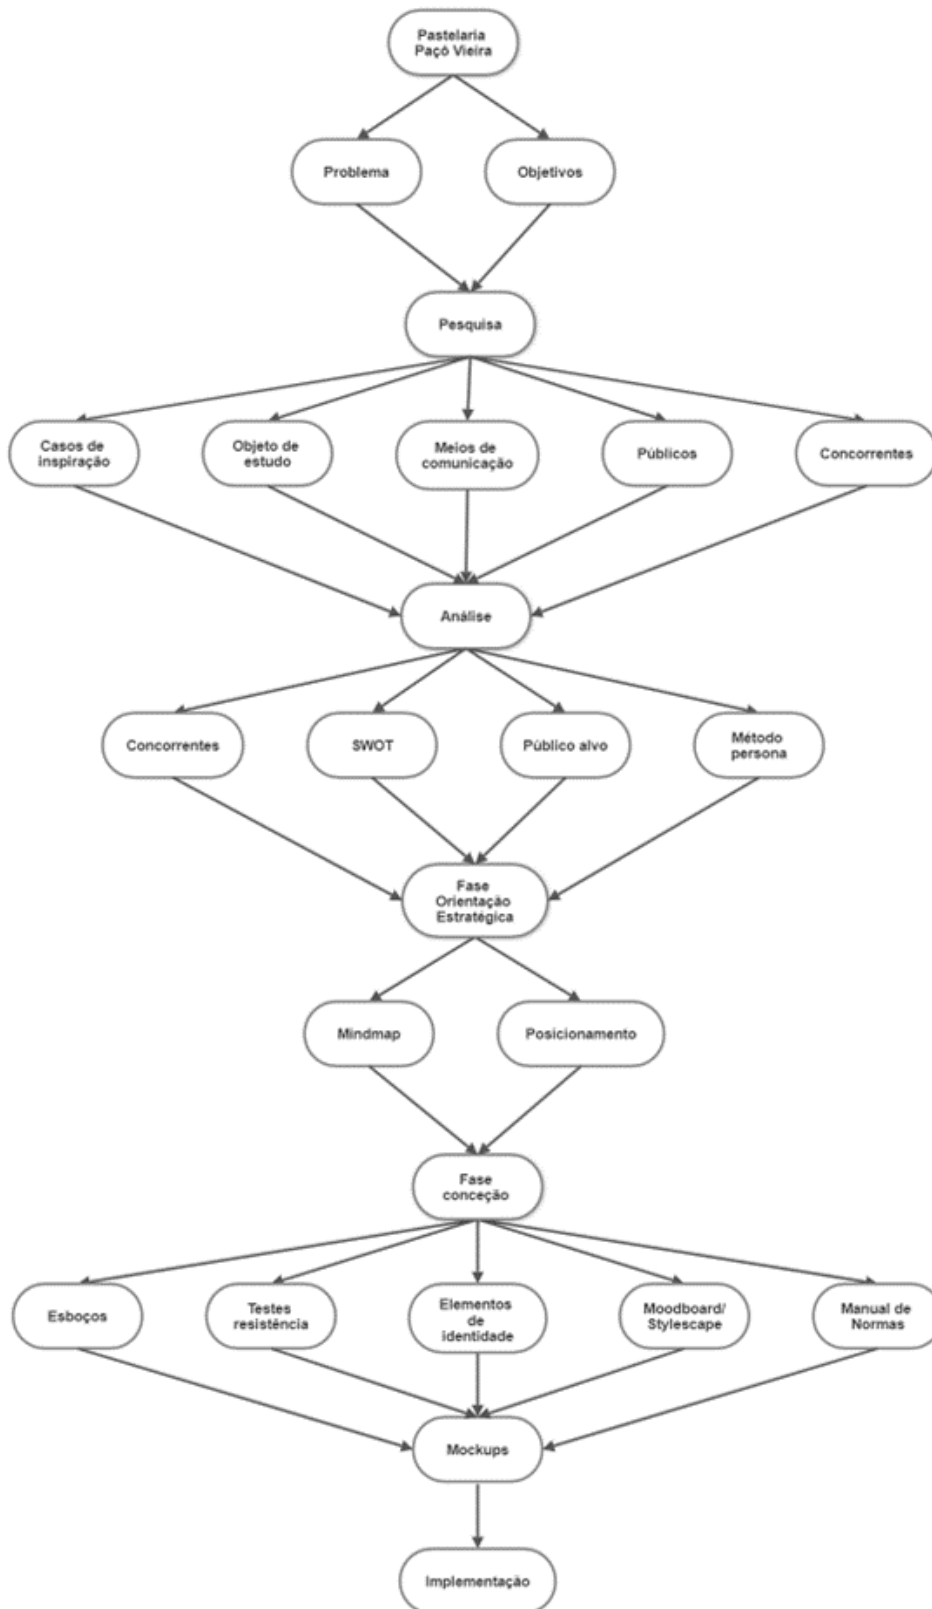 Pastelaria
Paçô Vieira
Problema
Objetivos
Pesquisa
Casos de
inspiração
Objeto de
estudo
Meios de
comunicação
Públicos
Concorrentes
Análise
Concorrentes
SWOT
Público alvo
Método
persona
Fase
Orientação
Estratégica
Mindmap
Posicionamento
Fase
conceção
Esboços
Testes
resistência
Elementos
de
identidade
Moodboard/
Stylescape
Manual de
Normas
Mockups
Implementação